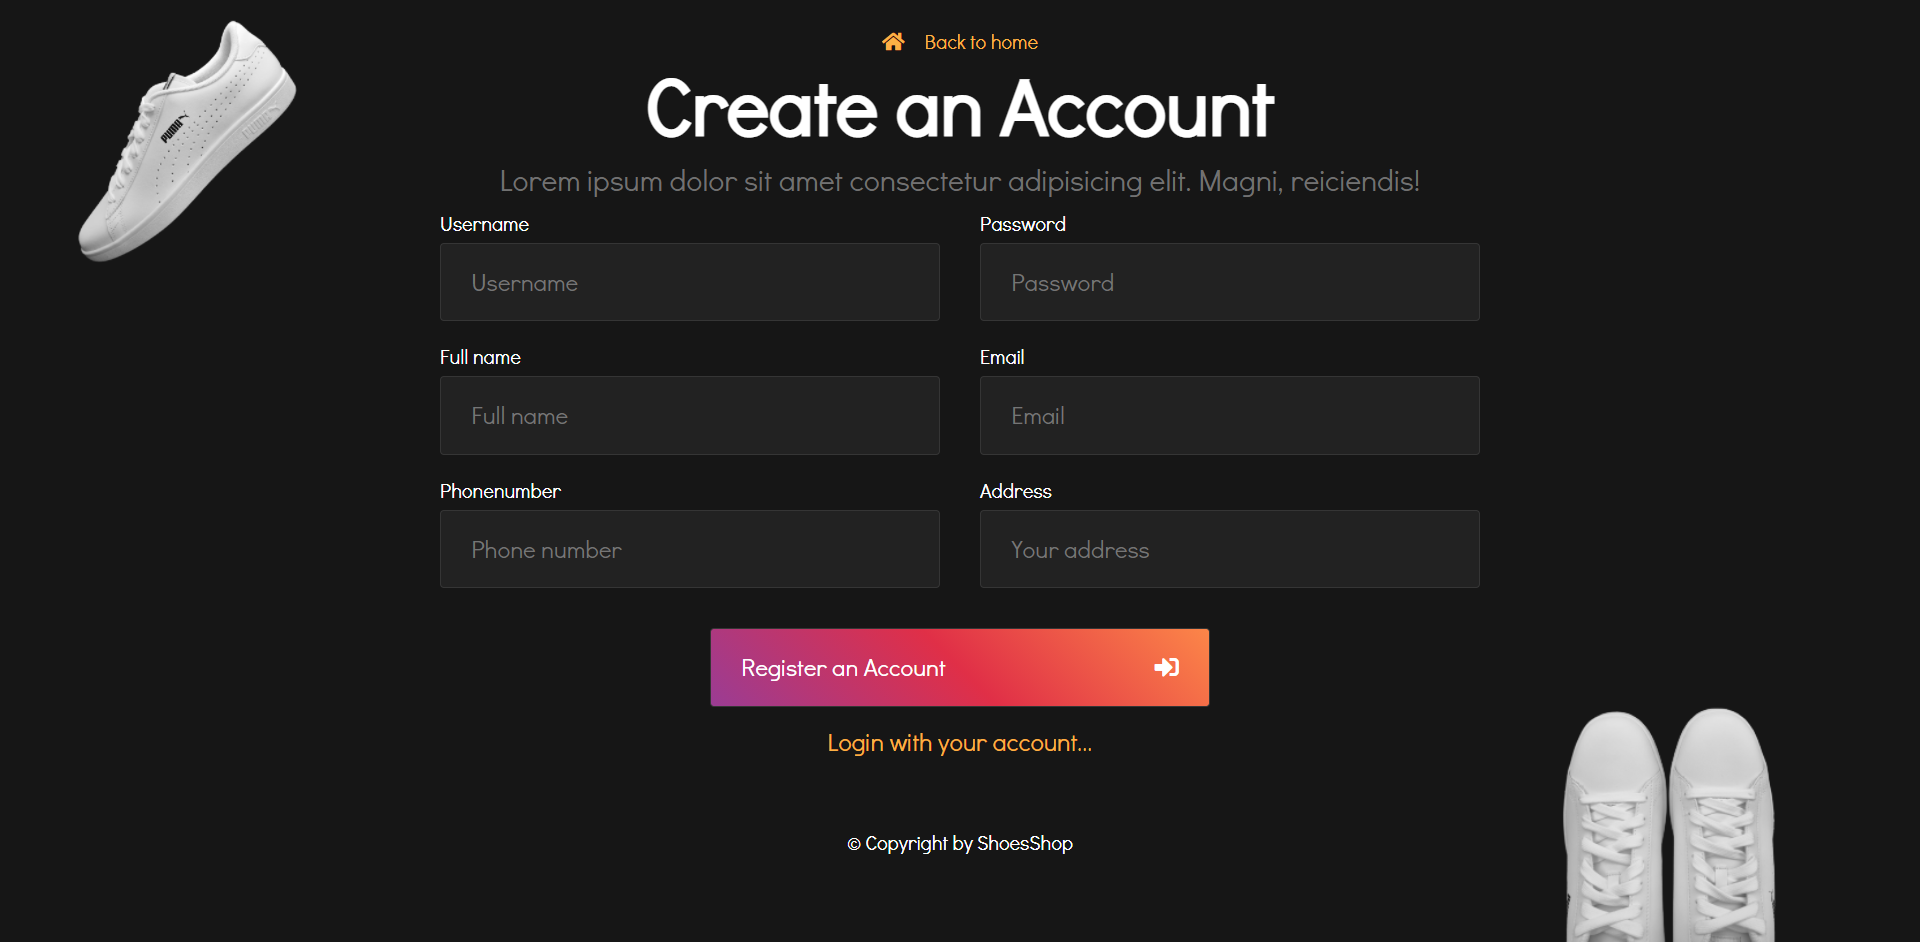 Back to home
Create an Account
Lorem ipsum dolor sit amet consectetur adipisicing elit. Magni, reiciendis!
Username
Password
Username
Password
Full name
Email
Full name
Email
Phonenumber
Address
Phone number
Your address
Register an Account
Login with your account...
© Copyright by ShoesShop
PUMA
PUMA